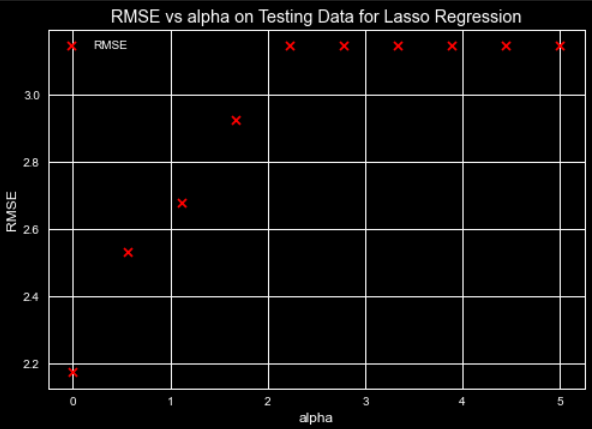 RMSE vs alpha on Testing Data for Lasso Regression
RMSE
3.0
2.8
2.6
2.4
2.2
RMSE
0 1 2 3 4 5
alpha